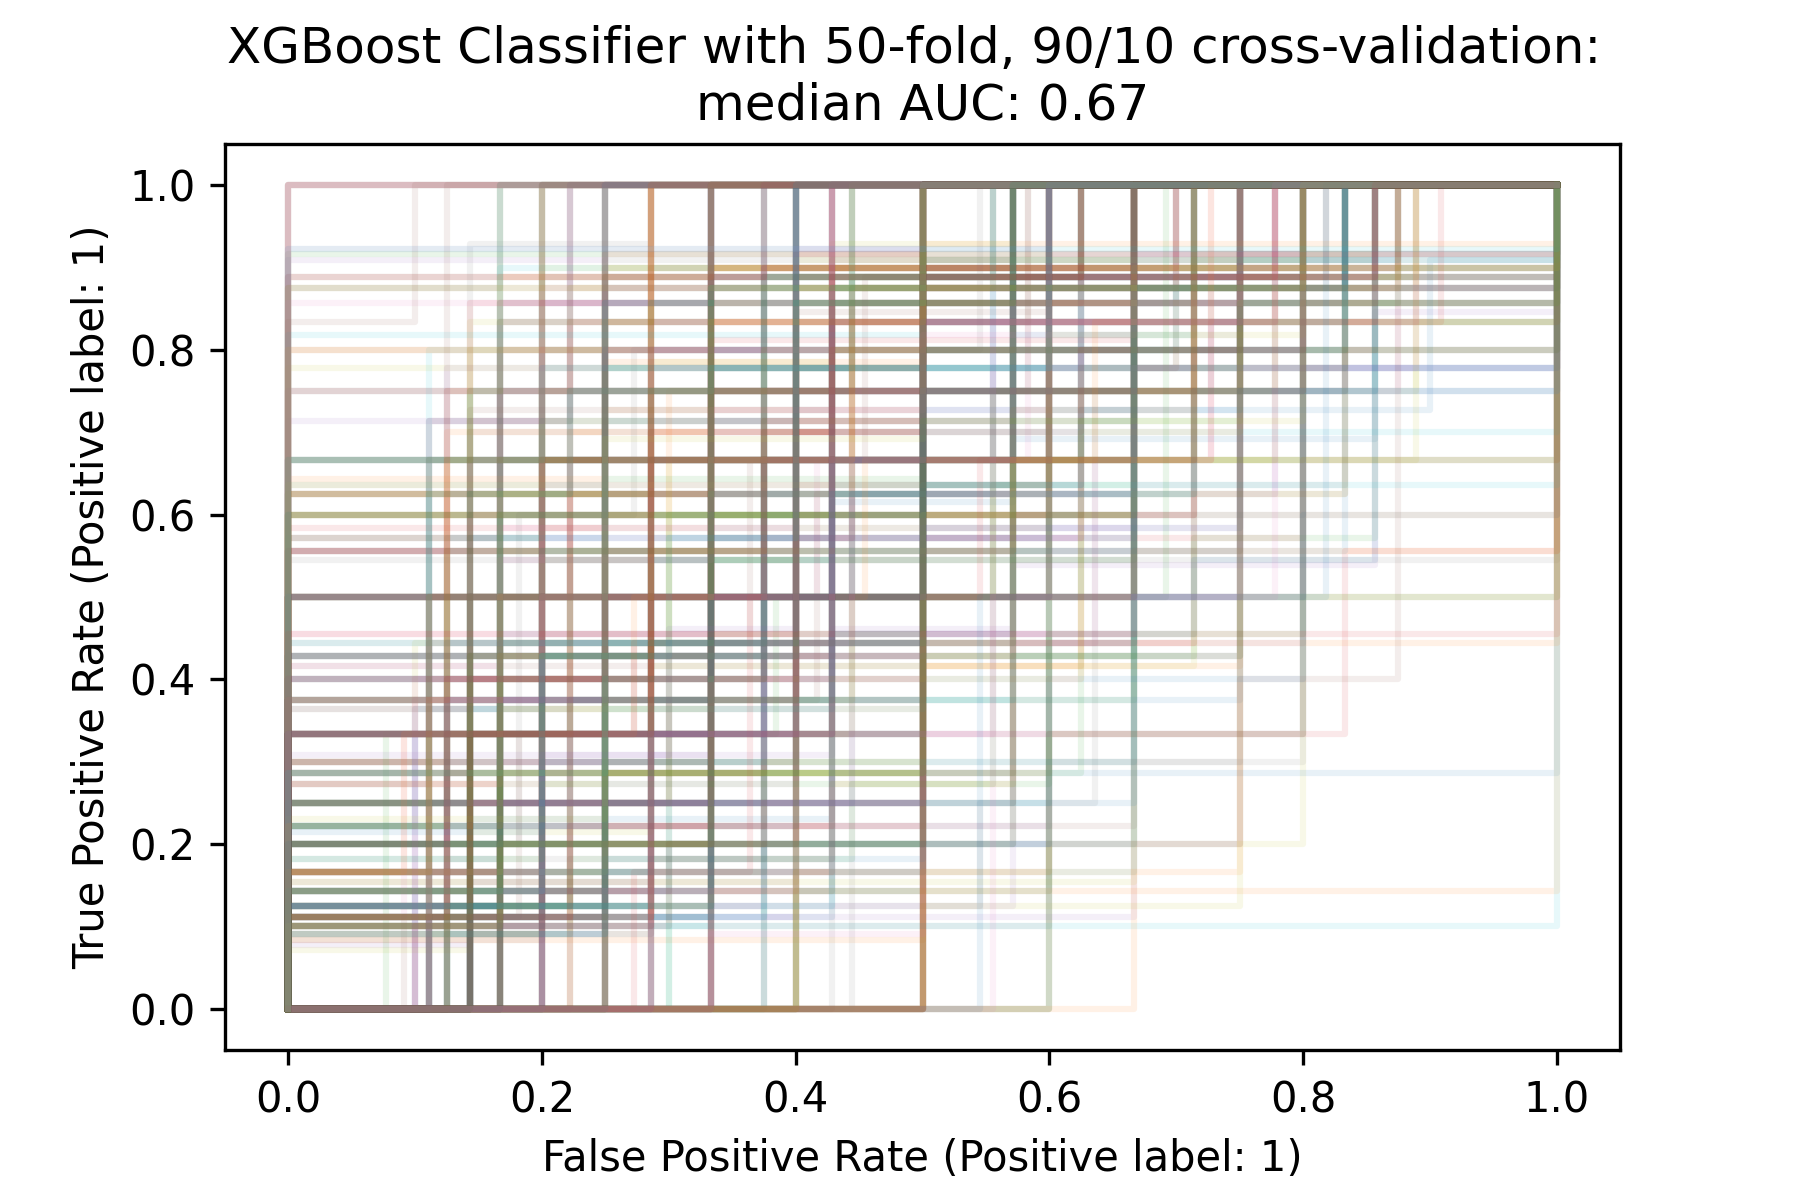 XGBoost Classifier with 50-fold, 90/10 cross-validation:
median AUC: 0.67
True Positive Rate (Positive label: 1)
1.0
0.8
0.6
0.4
0.2
0.0
0.0 0.2 0.4 0.6 0.8 1.0
False Positive Rate (Positive label: 1)